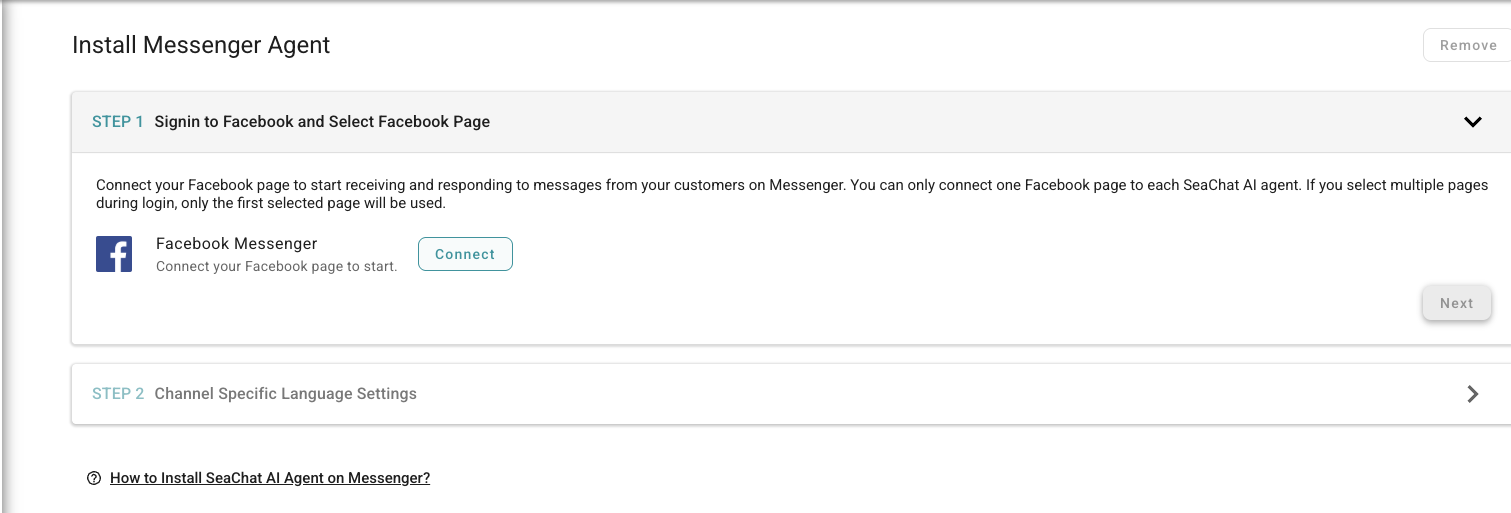 Install Messenger Agent
Remove
STEP 1 Signin to Facebook and Select Facebook Page
Connect your Facebook page to start receiving and responding to messages from your customers on Messenger. You can only connect one Facebook page to each SeaChat AI agent. If you select multiple pages
during login, only the first selected page will be used.
Facebook Messenger
Connect your Facebook page to start.
Connect
Next
STEP 2 Channel Specific Language Settings
How to Install SeaChat AI Agent on Messenger?